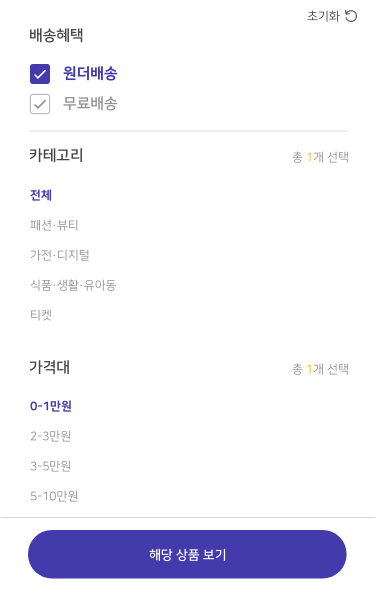 초기화
배송혜택
원더배송
무료배송
카테고리
총 1개 선택
전체
패션·뷰티
가전·디지털
식품·생활·유아동
티켓
가격대
총 1개 선택
0-1만원
2-3만원
3-5만원
5-10만원
해당 상품 보기